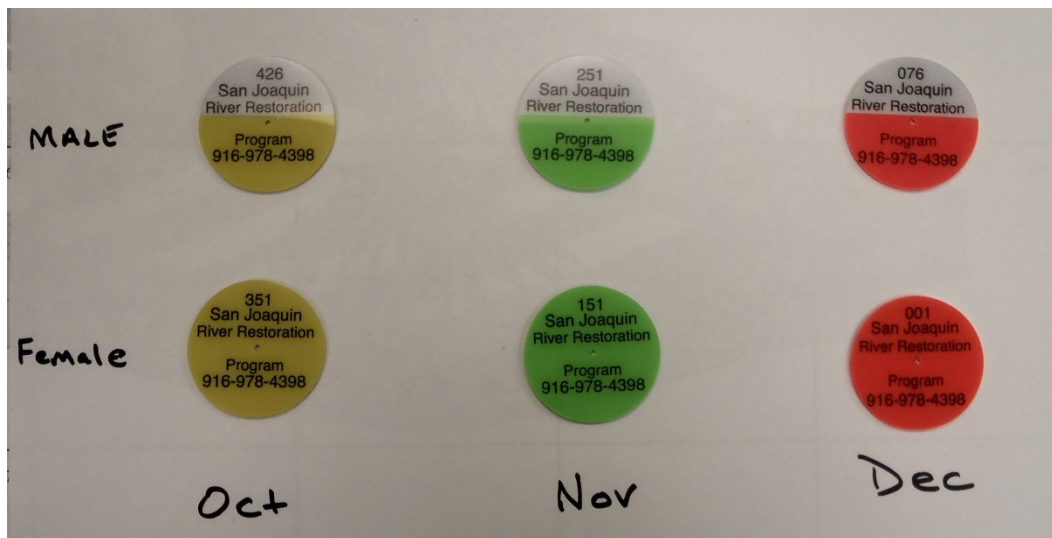 MALE
426
San Joaquin
River Restoration
Program
916-978-4398
251
San Joaquin
River Restoration
Program
916-978-4398
076
San Joaquin
River Restoration
Program
916-978-4398
Female
351
San Joaquin
River Restoration
Program
916-978-4398
151
San Joaquin
River Restoration
Program
916-978-4398
001
San Joaquin
River Restoration
Program
916-978-4398
Oct
Nov
Dec